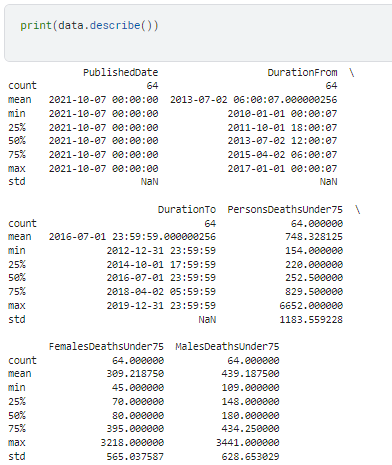 print(data.describe())
PublishedDate DurationFrom \
count 64 64
mean 2021-10-07 00:00:00 2013-07-02 06:00:07.000000256
min 2021-10-07 00:00:00 2010-01-01 00:00:07
25% 2021-10-07 00:00:00 2011-10-01 18:00:07
50% 2021-10-07 00:00:00 2013-07-02 12:00:07
75% 2021-10-07 00:00:00 2015-04-02 06:00:07
max 2021-10-07 00:00:00 2017-01-01 00:00:07
std NaN NaN
DurationTo PersonsDeathsUnder75 \
count 64 64.000000
mean 2016-07-01 23:59:59.000000256 748.328125
min 2012-12-31 23:59:59 154.000000
25% 2014-10-01 17:59:59 220.000000
50% 2016-07-01 23:59:59 252.500000
75% 2018-04-02 05:59:59 829.500000
max 2019-12-31 23:59:59 6652.000000
std NaN 1183.559228
FemalesDeathsUnder75 MalesDeathsUnder75
count 64.000000 64.000000
mean 309.218750 439.187500
min 45.000000 109.000000
25% 70.000000 148.000000
50% 80.000000 180.000000
75% 395.000000 434.250000
max 3218.000000 3441.000000
std 565.037587 628.653029